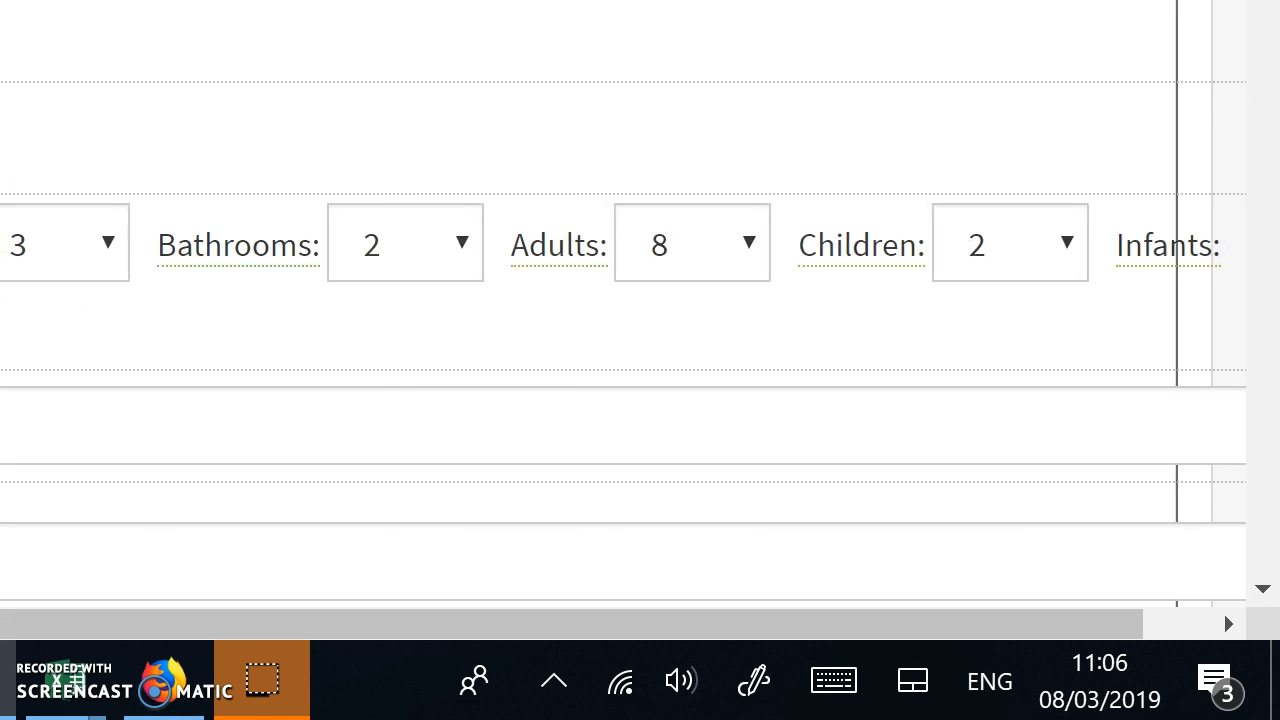 3 Bathrooms: 2 Adults: 8 Children: 2 Infants:
RECORDED WITH
SCREENCAST MATIC
ENG
11:06
08/03/2019
3